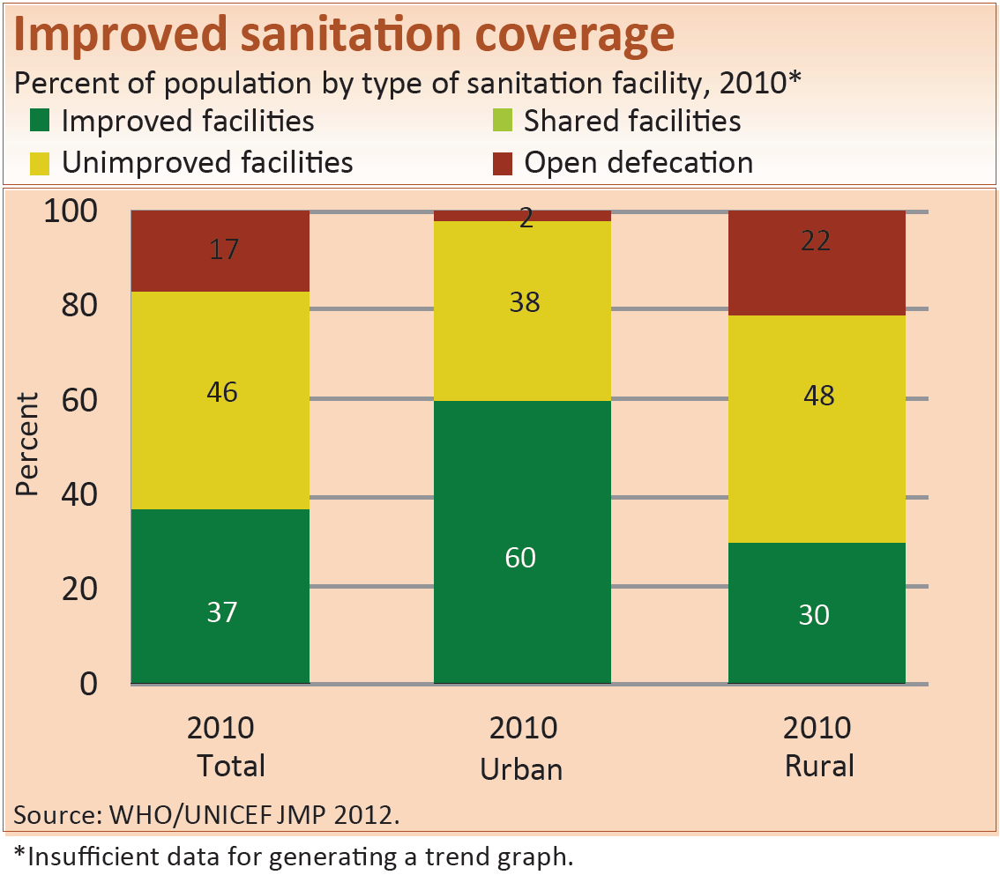 Improved sanitation coverage
Percent of population by type of sanitation facility, 2010*
Improved facilities
Shared facilities
Unimproved facilities
Open defecation
Percent
100
80
60
40
20
0
17
46
37
2
38
60
22
48
30
2010
Total
2010
Urban
2010
Rural
Source: WHO/UNICEF JMP 2012.
*Insufficient data for generating a trend graph.